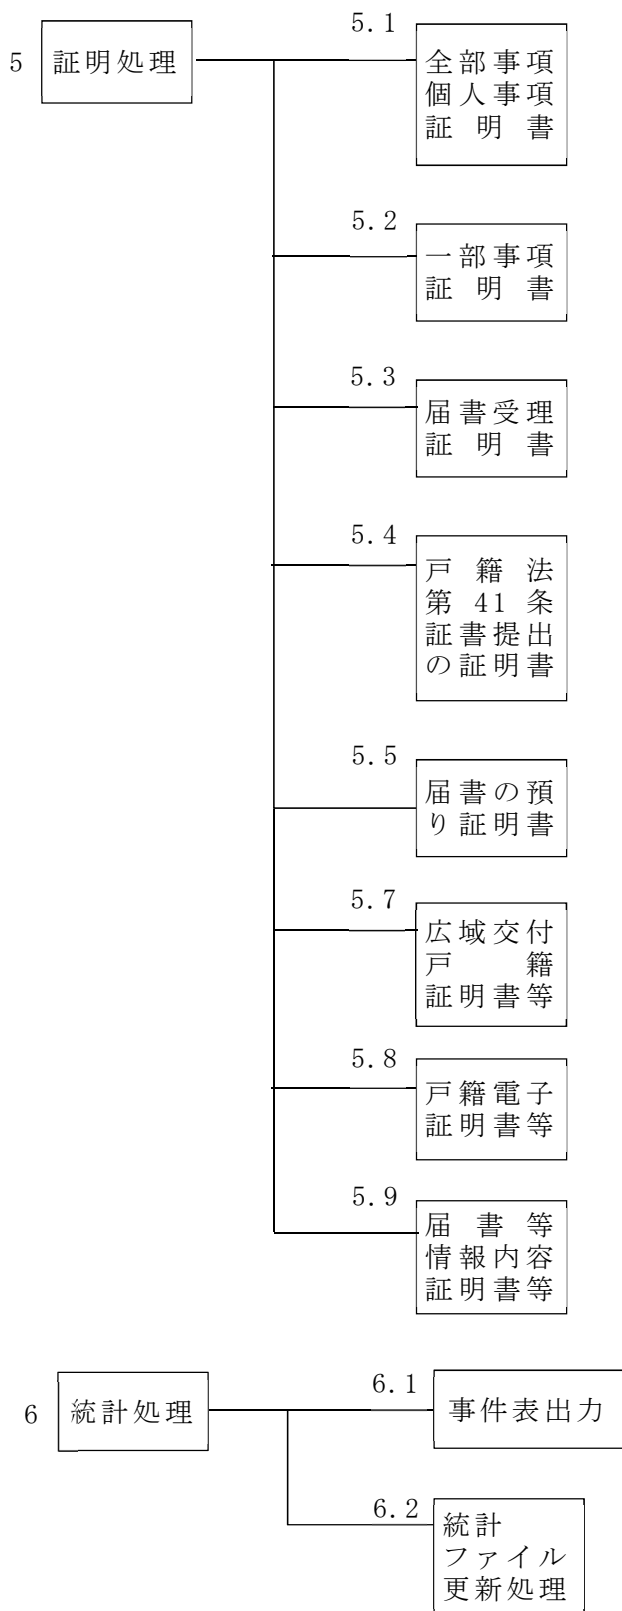 5 証明処理
5.1
全部事項
個人事項
証明書
5.2
一部事項
証明書
5.3
届書受理
証明書
5.4
戸籍法
第41条
証書提出
の証明書
5.5
届書の預
り証明書
5.7
広域交付
戸籍
証明書等
5.8
戸籍電子
証明書等
5.9
届書等
情報内容
証明書等
6 統計処理
6.1
事件表出力
6.2
統計
ファイル
更新処理